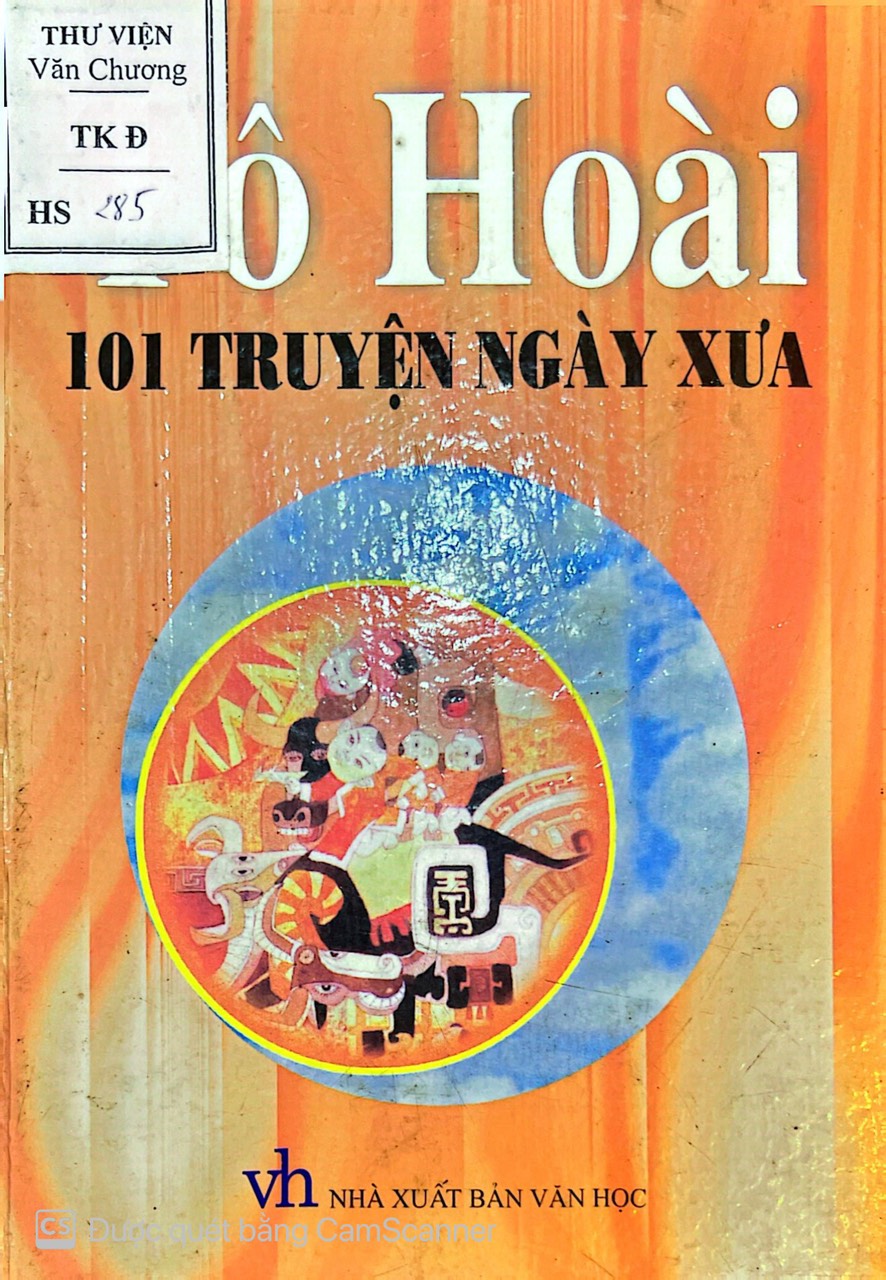 THƯ VIỆN
Văn Chương
TK Đ
HS 285
Tô Hoài
101 TRUYỆN NGÀY XƯA
vh NHÀ XUẤT BẢN VĂN HỌC
CS Được quét bằng CamScanner